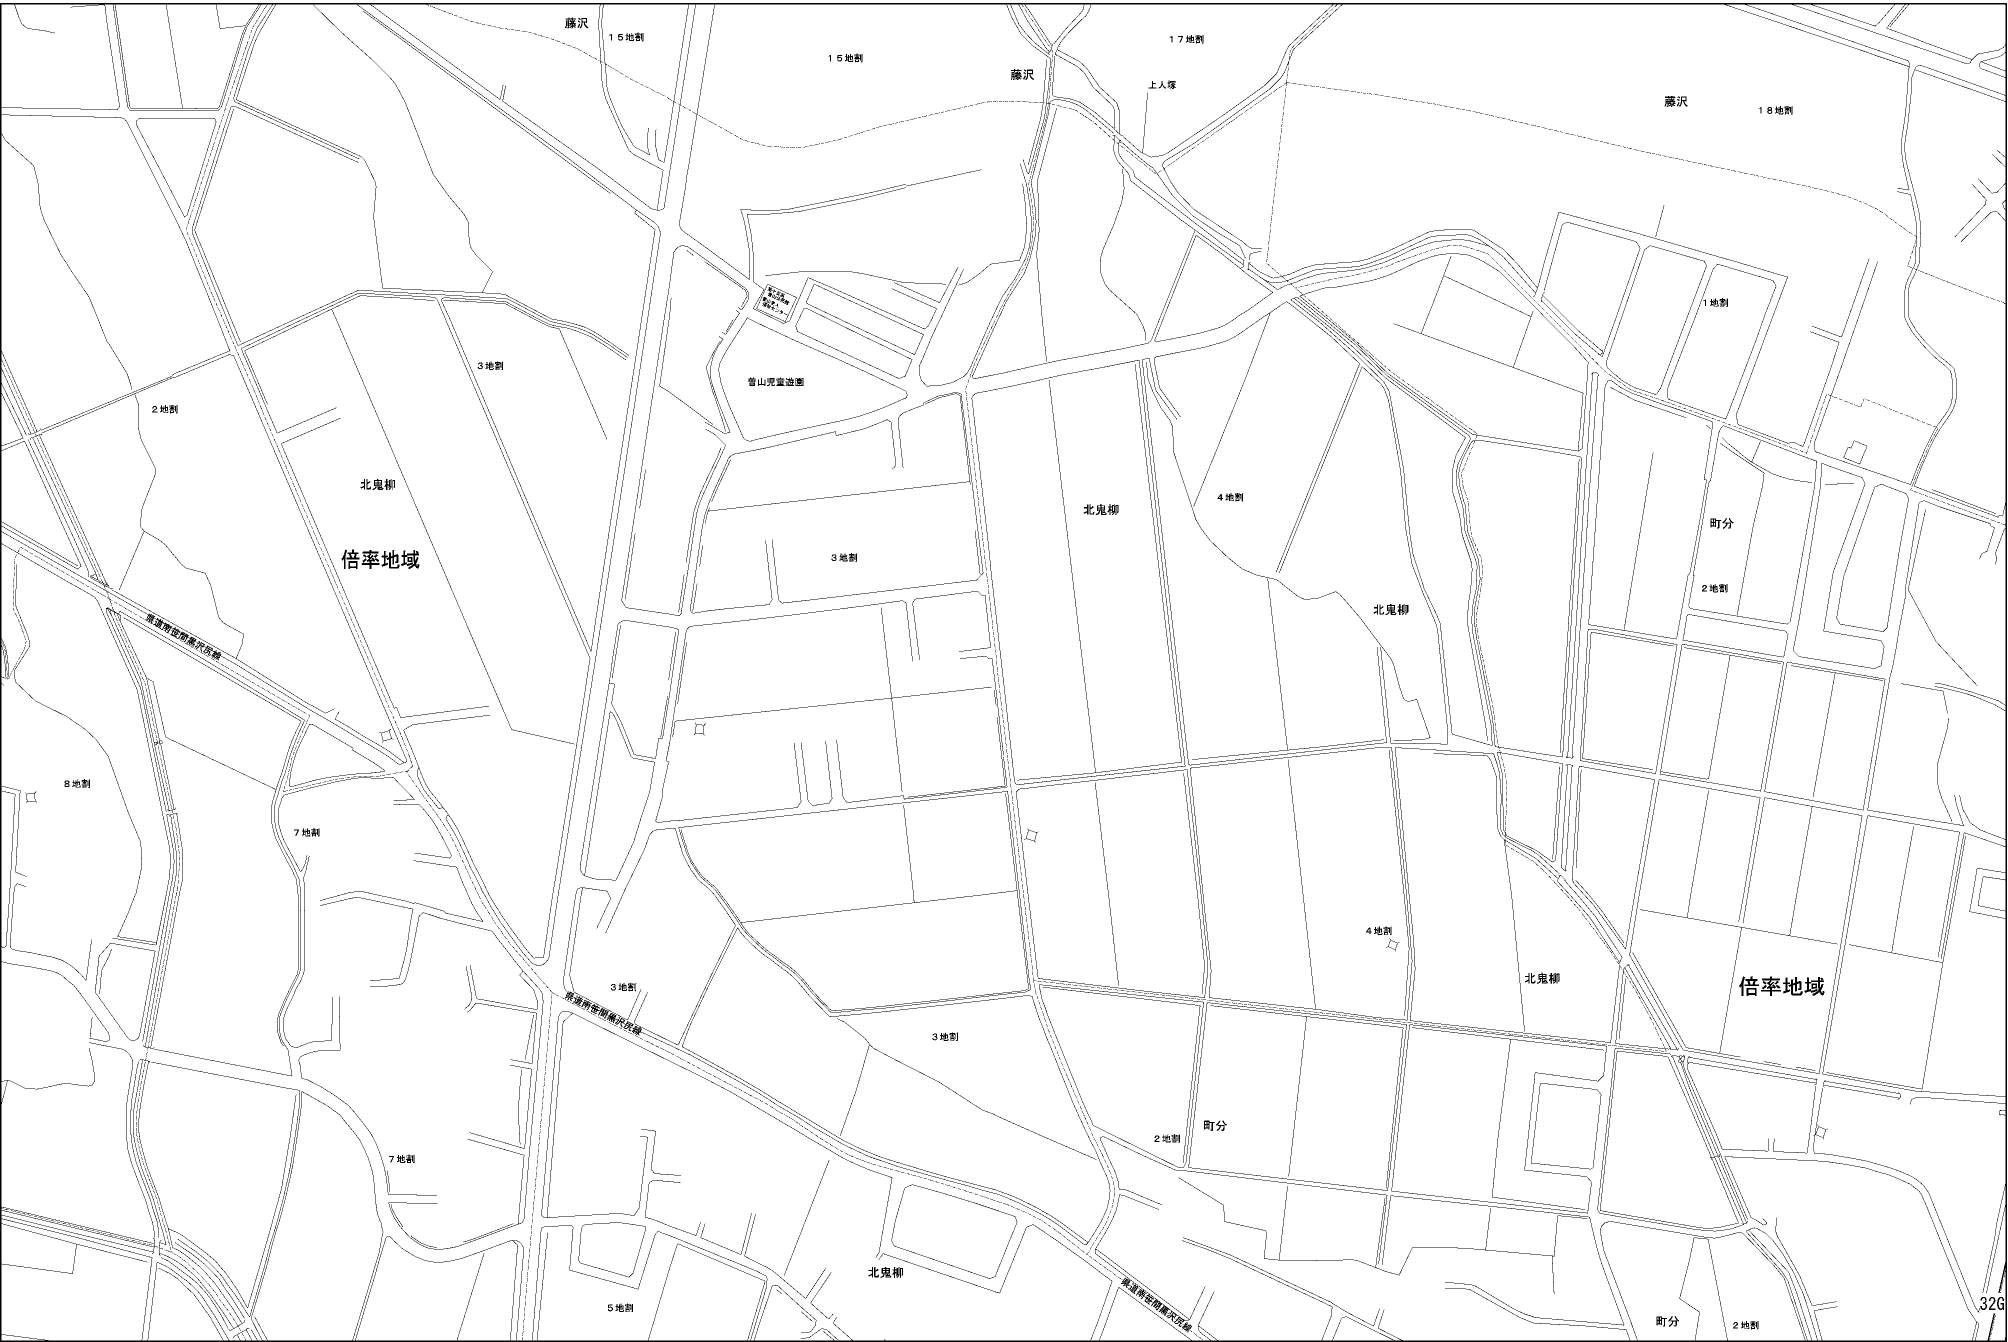 藤沢
15地割
15地割
17地割
藤沢
上人塚
藤沢
18地割
1地割
3地割
曽山児童遊園
2地割
北鬼柳
4地割
北鬼柳
町分
倍率地域
3地割
2地割
北鬼柳
県道南笹間黒沢尻線
8地割
7地割
4地割
北鬼柳
倍率地域
3地割
県道南笹間黒沢尻線
3地割
町分
2地割
7地割
北鬼柳
県道南笹間黒沢尻線
5地割
町分
2地割
32G